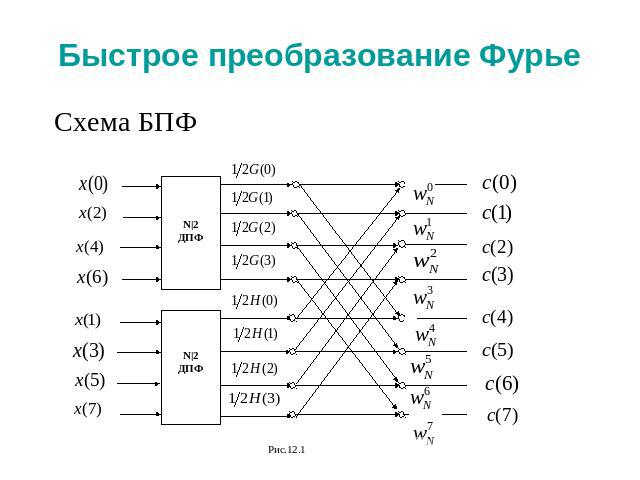 Быстрое преобразование Фурье
Схема БПФ
x(0)
x(2)
x(4)
x(6)
x(1)
x(3)
x(5)
x(7)
N|2
ДПФ
N|2
ДПФ
1/2G(0)
1/2G(1)
1/2G(2)
1/2G(3)
1/2H(0)
1/2H(1)
1/2H(2)
1/2H(3)
w_N^0
w_N^1
w_N^2
w_N^3
w_N^4
w_N^5
w_N^6
w_N^7
c(0)
c(1)
c(2)
c(3)
c(4)
c(5)
c(6)
c(7)
Рис.12.1